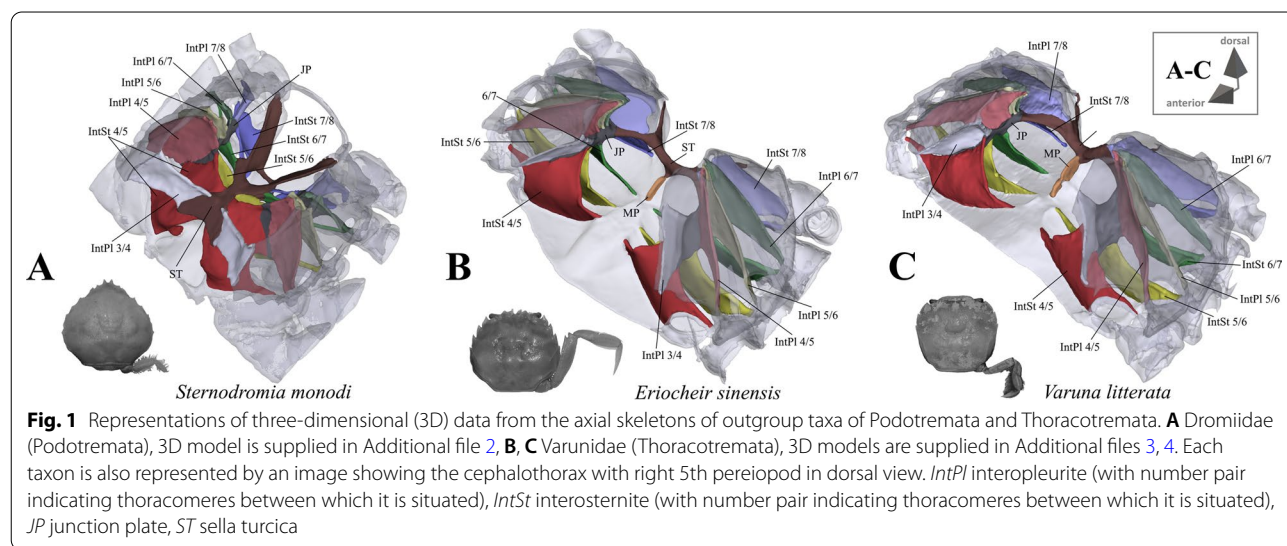 IntPl 7/8
IntPl 6/7
JP
IntPl 5/6
IntPl 4/5
IntSt 4/5
IntSt 7/8
IntSt 6/7
IntSt 5/6
IntPl 3/4
ST
A
Sternodromia monodi
6/7
IntSt 5/6
IntSt 7/8
ST
JP
IntSt 7/8
IntPl 6/7
IntSt 4/5
MP
IntPl 5/6
IntPl 4/5
IntPl 3/4
B
Eriocheir sinensis
IntPl 7/8
IntSt 7/8
JP
MP
IntPl 3/4
IntPl 6/7
IntSt 6/7
IntPl 5/6
IntSt 5/6
IntSt 4/5
IntPl 4/5
C
Varuna litterata
dorsal
A-C
anterior
Fig. 1 Representations of three-dimensional (3D) data from the axial skeletons of outgroup taxa of Podotremata and Thoracotremata. A Dromiidae
(Podotremata), 3D model is supplied in Additional file 2, B, C Varunidae (Thoracotremata), 3D models are supplied in Additional files 3, 4. Each
taxon is also represented by an image showing the cephalothorax with right 5th pereiopod in dorsal view. IntPl interopleurite (with number pair
indicating thoracomeres between which it is situated), IntSt interosternite (with number pair indicating thoracomeres between which it is situated),
JP junction plate, ST sella turcica